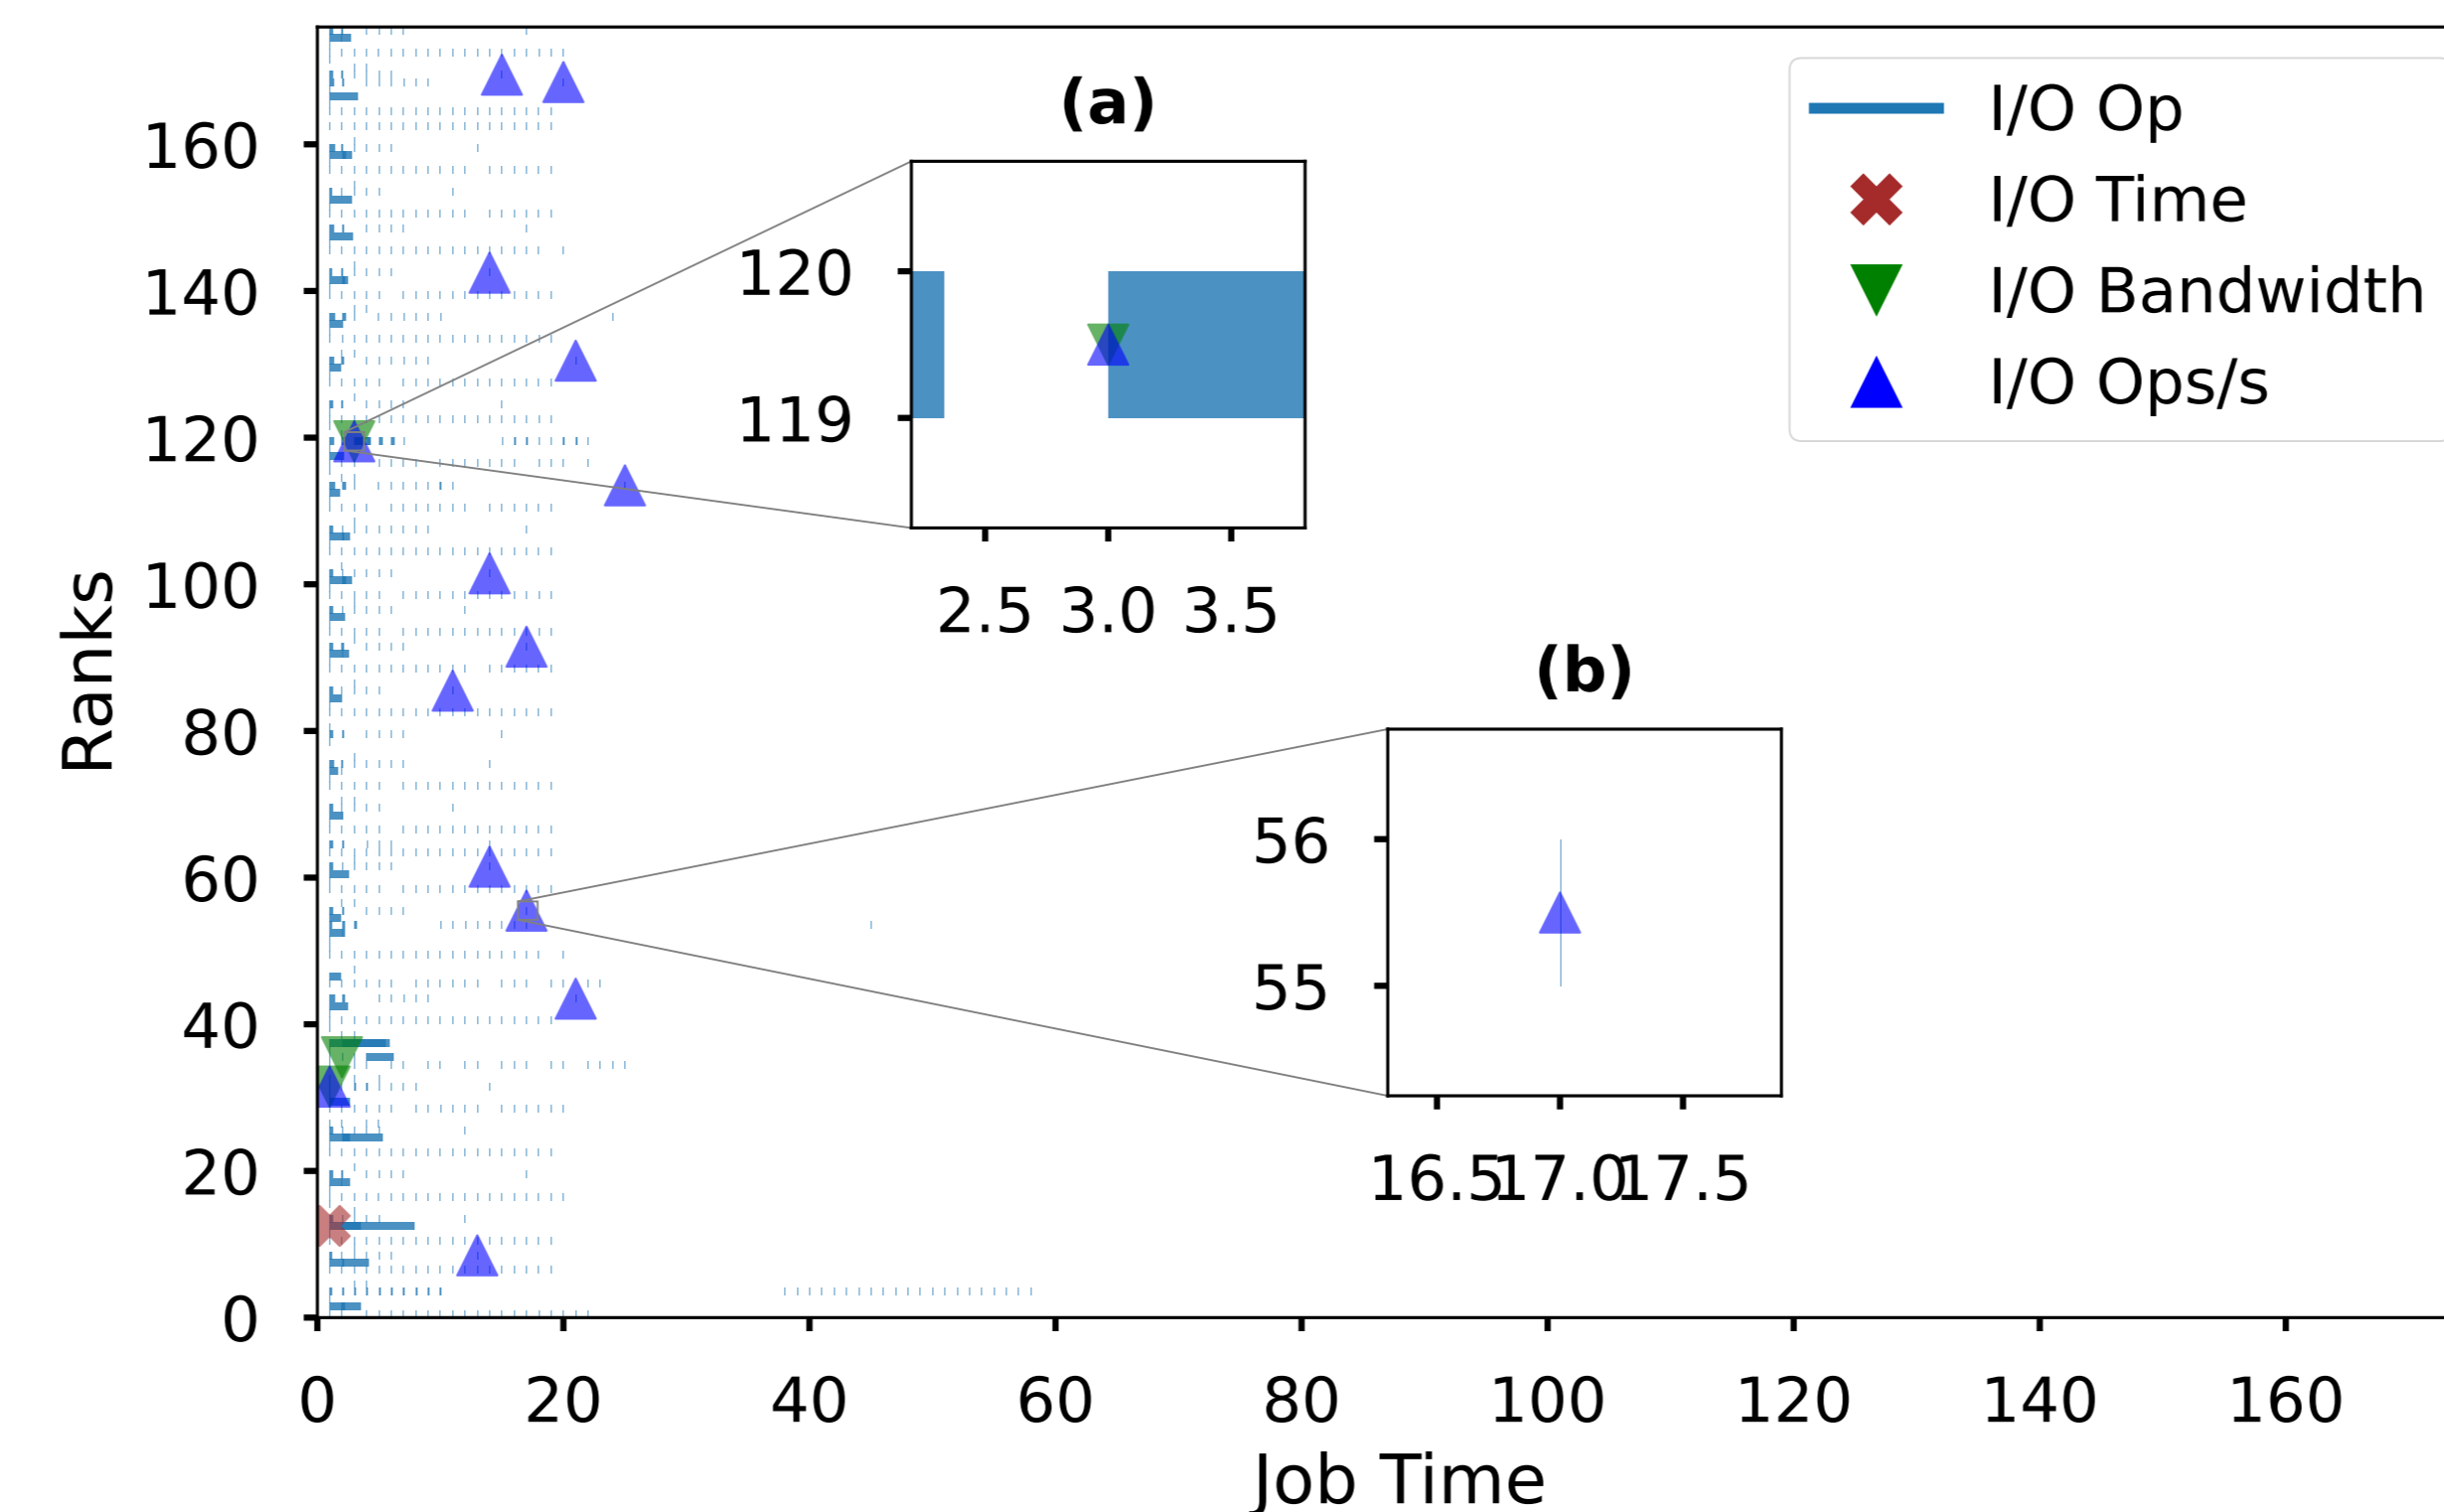 (a)
I/O Op
I/O Time
I/O Bandwidth
I/O Ops/s
160
140
120
100
80
60
40
20
0
Ranks
120
119
2.5 3.0 3.5
(b)
56
55
16.5 17.0 17.5
0 20 40 60 80 100 120 140 160
Job Time